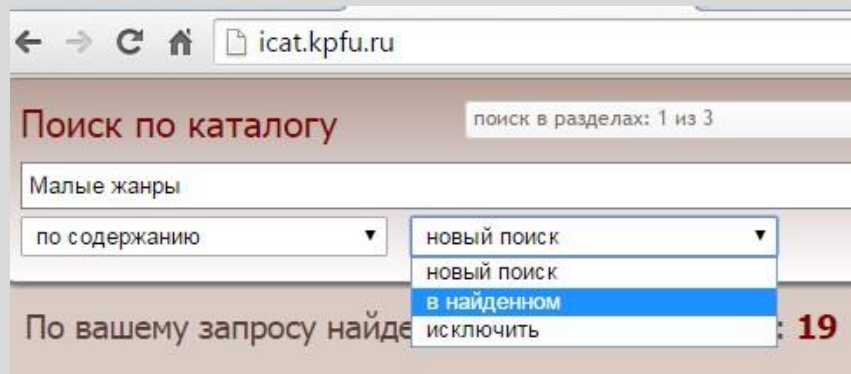 icat.kpfu.ru
Поиск по каталогу
поиск в разделах: 1 из 3
Малые жанры
по содержанию
новый поиск
новый поиск
в найденном
исключить
По вашему запросу : 19